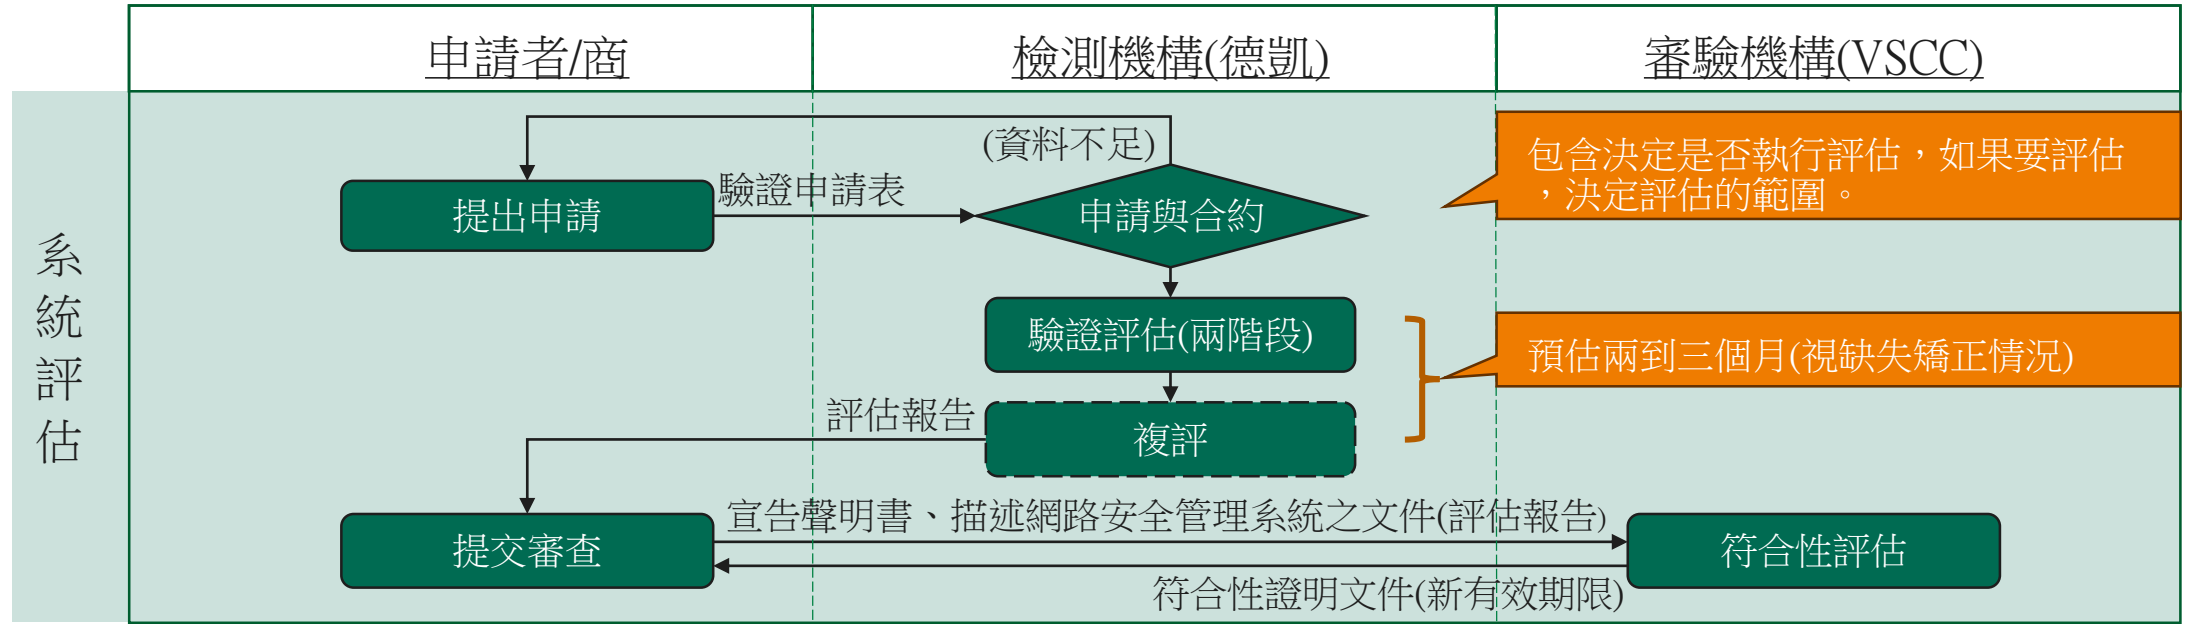 申請者/商
檢測機構(德凱)
審驗機構(VSCC)
系統評估
(資料不足)
提出申請
驗證申請表
申請與合約
包含決定是否執行評估，如果要評估
，決定評估的範圍。
驗證評估(兩階段)
預估兩到三個月(視缺失矯正情況)
評估報告
複評
宣告聲明書、描述網路安全管理系統之文件(評估報告)
提交審查
符合性評估
符合性證明文件(新有效期限)